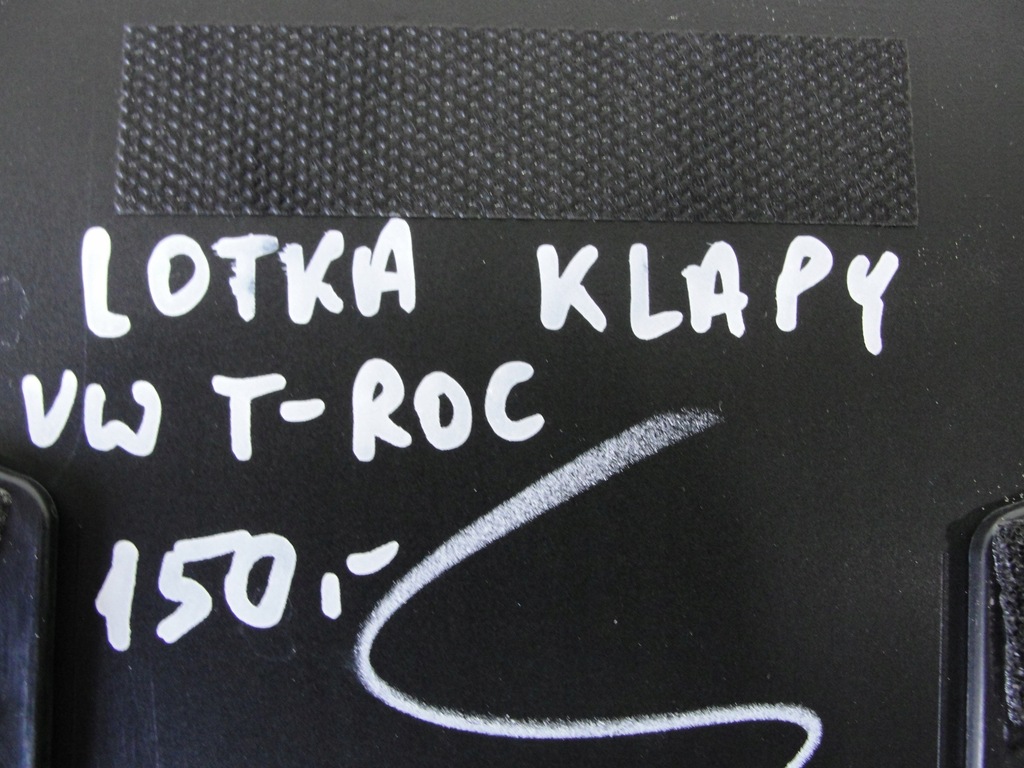 LOTKA KLAPY
VW T-ROC
150.-